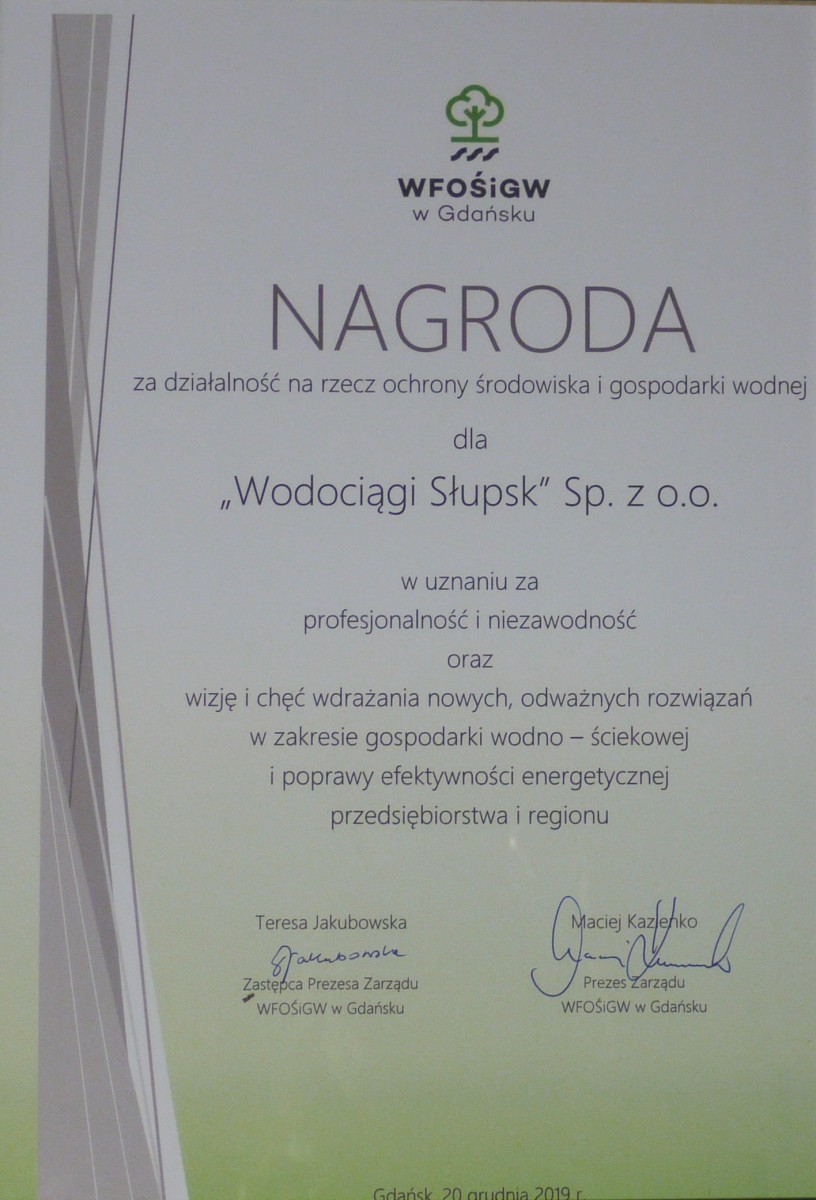 WFOŚiGW
w Gdańsku
NAGRODA
za działalność na rzecz ochrony środowiska i gospodarki wodnej
dla
„Wodociągi Słupsk” Sp. z o.o.
w uznaniu za
profesjonalność i niezawodność
oraz
wizję i chęć wdrażania nowych, odważnych rozwiązań
w zakresie gospodarki wodno – ściekowej
i poprawy efektywności energetycznej
przedsiębiorstwa i regionu
Teresa Jakubowska
Jakubowska
Zastępca Prezesa Zarządu
WFOŚiGW w Gdańsku
Maciej Kazienko
Prezes Zarządu
WFOŚiGW w Gdańsku
Gdańsk, 20 grudnia 2019 r.